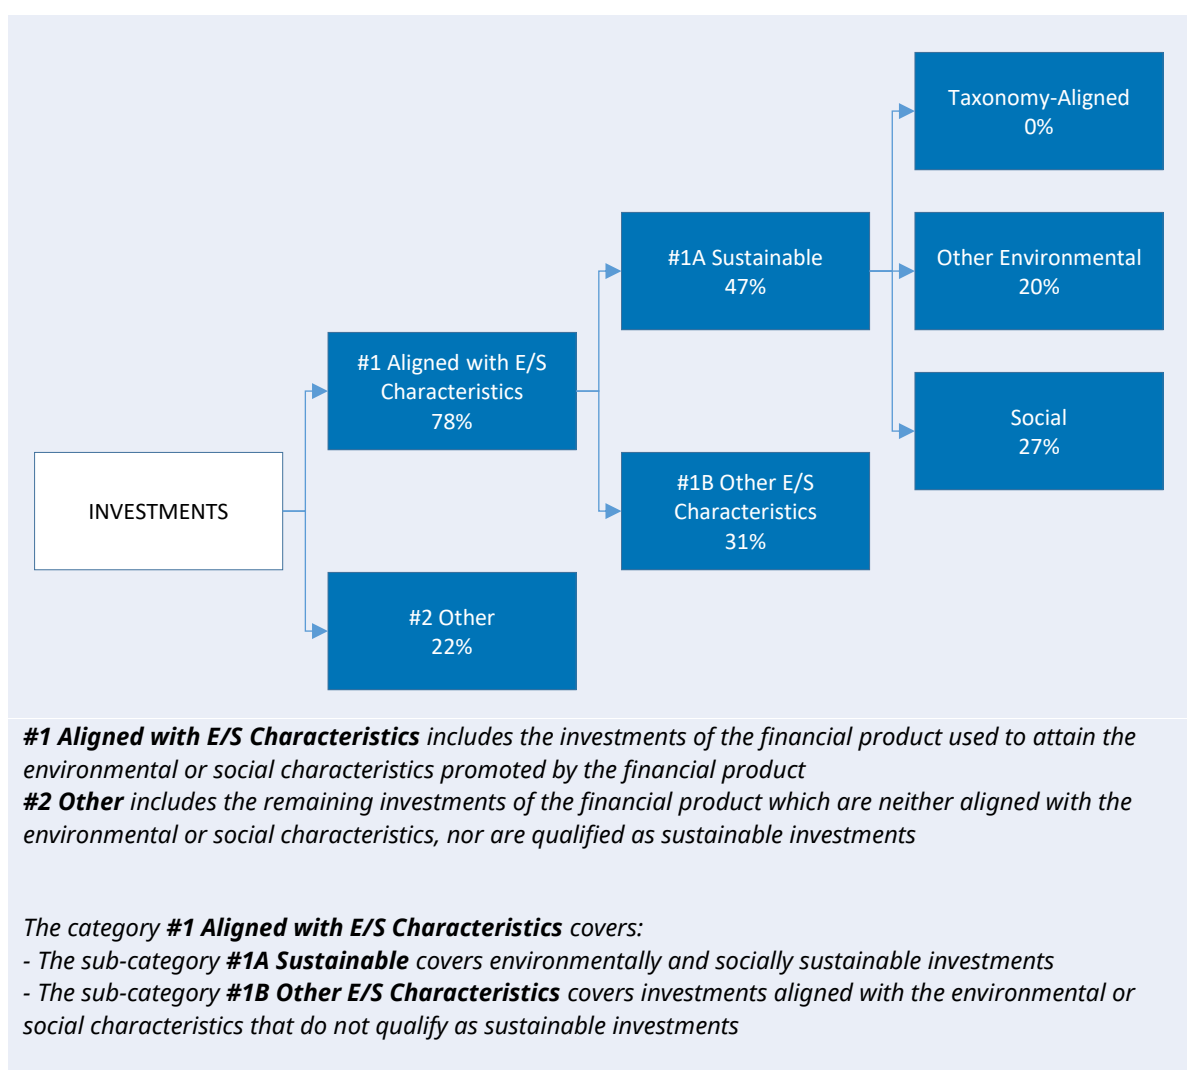 Taxonomy-Aligned
0%
#1A Sustainable
47%
Other Environmental
20%
#1 Aligned with E/S
Characteristics
78%
Social
27%
INVESTMENTS
#1B Other E/S
Characteristics
31%
#2 Other
22%
#1 Aligned with E/S Characteristics includes the investments of the financial product used to attain the
environmental or social characteristics promoted by the financial product
#2 Other includes the remaining investments of the financial product which are neither aligned with the
environmental or social characteristics, nor are qualified as sustainable investments
The category #1 Aligned with E/S Characteristics covers:
- The sub-category #1A Sustainable covers environmentally and socially sustainable investments
- The sub-category #1B Other E/S Characteristics covers investments aligned with the environmental or
social characteristics that do not qualify as sustainable investments